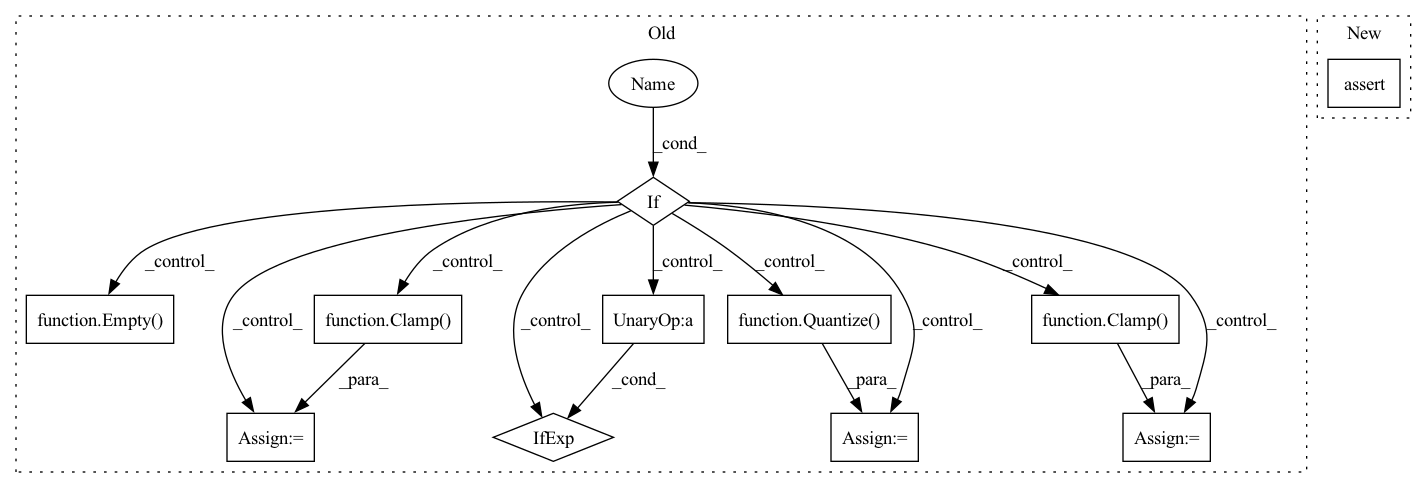 Old
New
Name
assert
_cond_
If
_control_
_control_
_control_
_control_
_control_
_control_
_control_
_control_
_control_
function.Empty()
function.Clamp()
UnaryOp:a
function.Quantize()
function.Clamp()
_para_
_cond_
_para_
_para_
Assign:=
IfExp
Assign:=
Assign:=